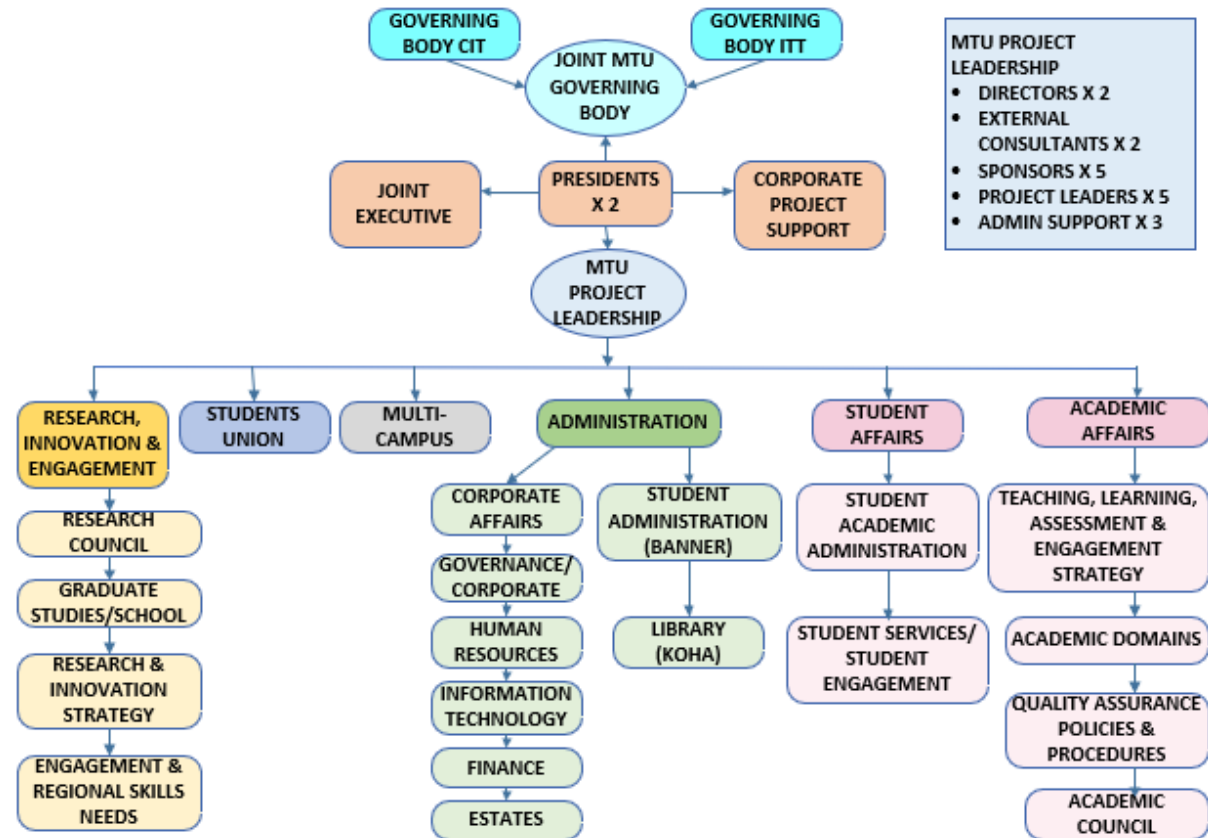 GOVERNING
BODY CIT
GOVERNING
BODY ITT
JOINT MTU
GOVERNING
BODY
MTU PROJECT
LEADERSHIP
• DIRECTORS X 2
• EXTERNAL
CONSULTANTS X 2
• SPONSORS X 5
• PROJECT LEADERS X 5
• ADMIN SUPPORT X 3
JOINT
EXECUTIVE
PRESIDENTS
X 2
CORPORATE
PROJECT
SUPPORT
MTU
PROJECT
LEADERSHIP
RESEARCH,
INNOVATION &
ENGAGEMENT
STUDENTS
UNION
MULTI-
CAMPUS
ADMINISTRATION
STUDENT
AFFAIRS
ACADEMIC
AFFAIRS
RESEARCH
COUNCIL
GRADUATE
STUDIES/SCHOOL
RESEARCH &
INNOVATION
STRATEGY
ENGAGEMENT &
REGIONAL SKILLS
NEEDS
CORPORATE
AFFAIRS
GOVERNANCE/
CORPORATE
HUMAN
RESOURCES
INFORMATION
TECHNOLOGY
FINANCE
ESTATES
STUDENT
ADMINISTRATION
(BANNER)
LIBRARY
(KOHA)
STUDENT
ACADEMIC
ADMINISTRATION
STUDENT SERVICES/
STUDENT
ENGAGEMENT
TEACHING, LEARNING,
ASSESSMENT &
ENGAGEMENT
STRATEGY
ACADEMIC DOMAINS
QUALITY ASSURANCE
POLICIES &
PROCEDURES
ACADEMIC
COUNCIL